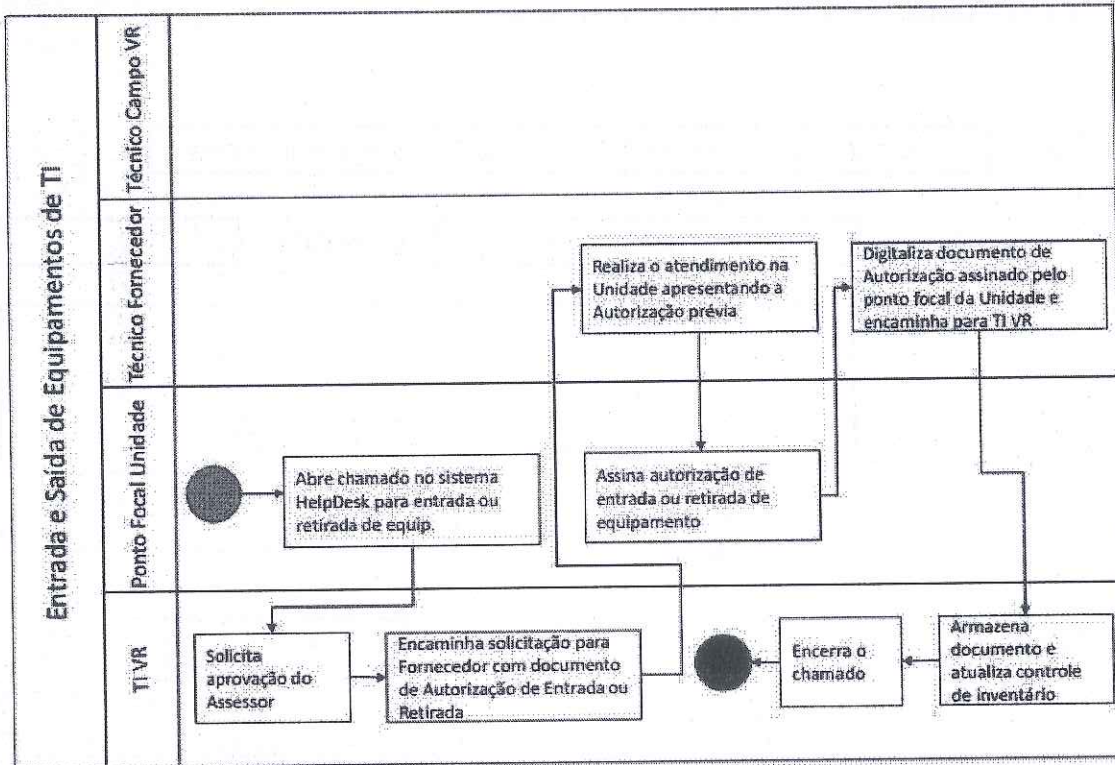 Entrada e Saída de Equipamentos de TI
Técnico Campo VR
Técnico Fornecedor
Realiza o atendimento na
Unidade apresentando a
Autorização prévia
Digitaliza documento de
Autorização assinado pelo
ponto focal da Unidade e
encaminha para TI VR
Ponto Focal Unidade
Abre chamado no sistema
HelpDesk para entrada ou
retirada de equip.
Assina autorização de
entrada ou retirada de
equipamento
TI VR
Solicita
aprovação do
Assessor
Encaminha solicitação para
Fornecedor com documento
de Autorização de Entrada ou
Retirada
Encerra o
chamado
Armazena
documento e
atualiza controle
de inventário